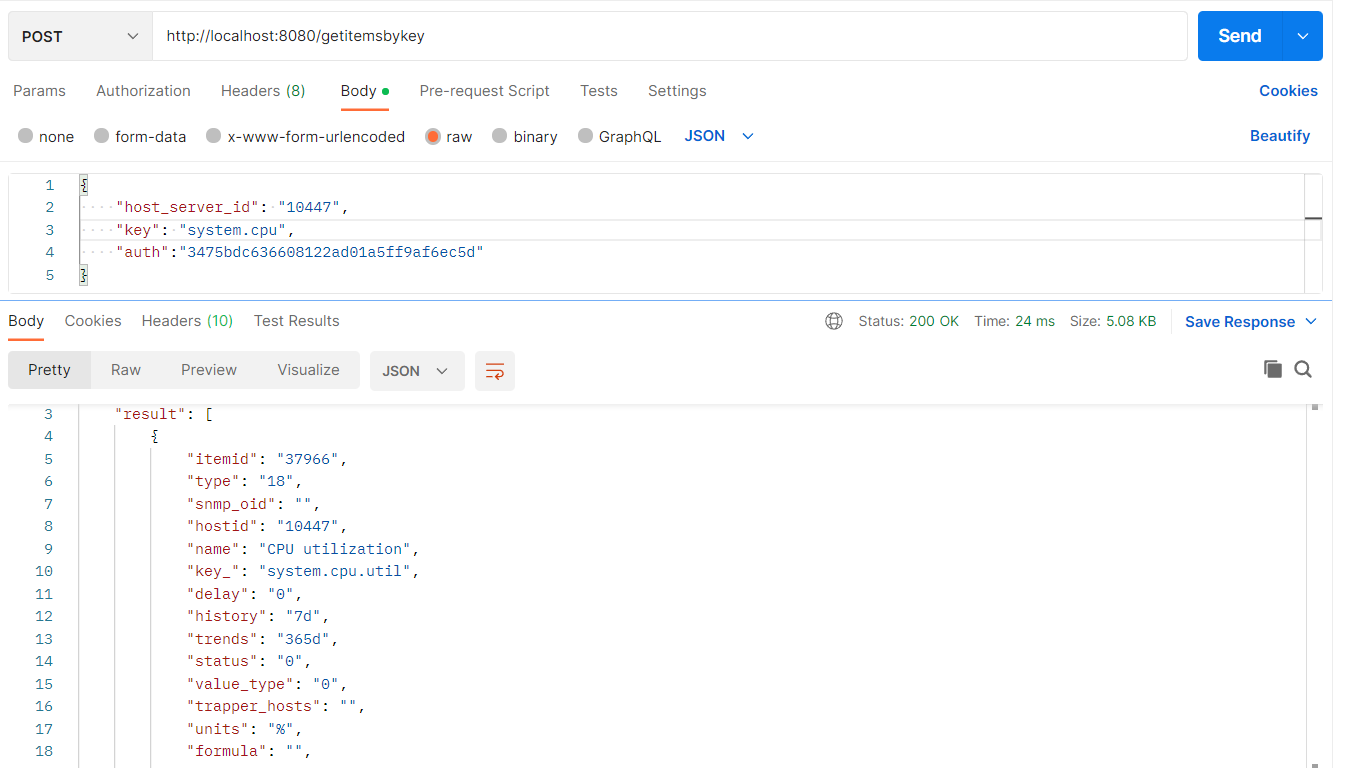 POST http://localhost:8080/getitemsbykey Send
Params Authorization Headers (8) Body Pre-request Script Tests Settings Cookies
none form-data x-www-form-urlencoded raw binary GraphQL JSON Beautify
1 {
2 "host_server_id": "10447",
3 "key": "system.cpu",
4 "auth":"3475bdc636608122ad01a5ff9af6ec5d"
5 }
Body Cookies Headers (10) Test Results Status: 200 OK Time: 24 ms Size: 5.08 KB Save Response
Pretty Raw Preview Visualize JSON
3 "result": [
4 {
5 "itemid": "37966",
6 "type": "18",
7 "snmp_oid": "",
8 "hostid": "10447",
9 "name": "CPU utilization",
10 "key_": "system.cpu.util",
11 "delay": "0",
12 "history": "7d",
13 "trends": "365d",
14 "status": "0",
15 "value_type": "0",
16 "trapper_hosts": "",
17 "units": "%",
18 "formula": "",